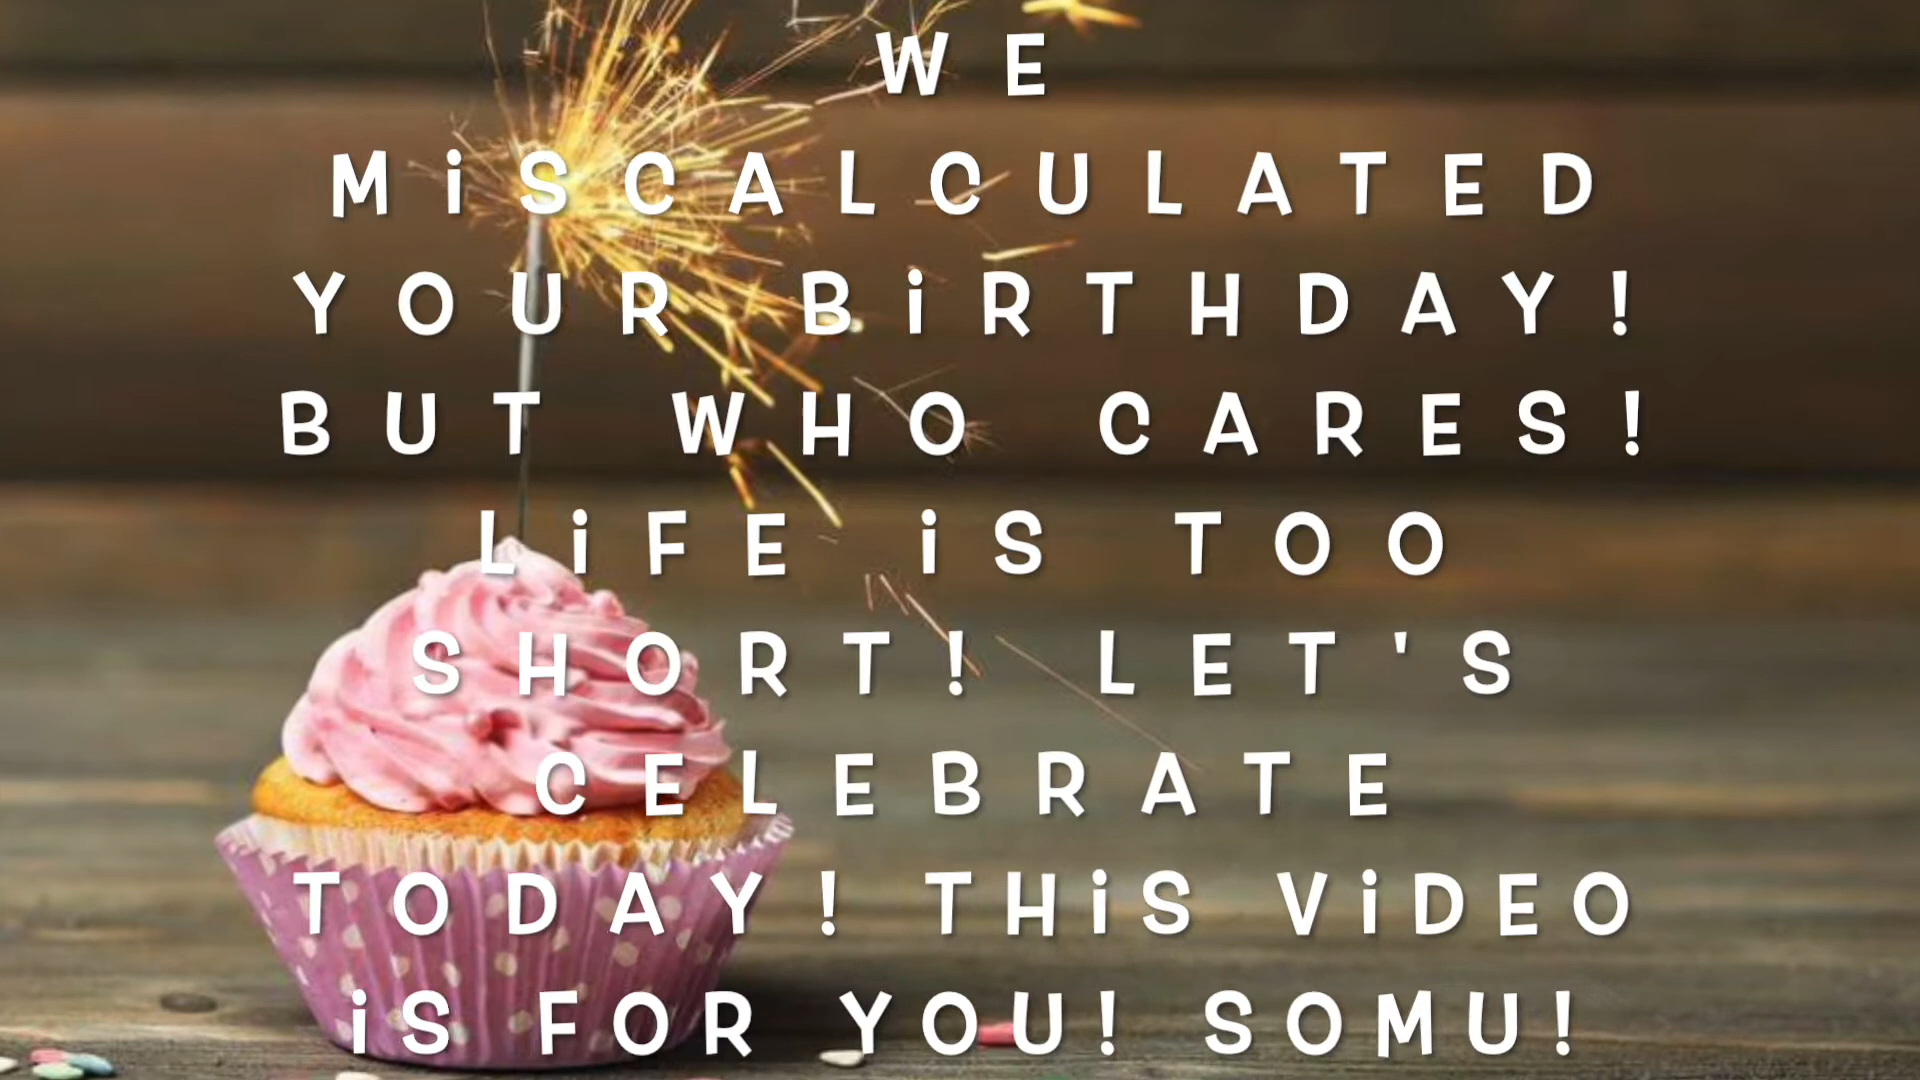 WE
MiSCALCULATED
YOUR BiRTHDAY!
BUT WHO CARES!
LiFE iS TOO
SHORT! LET'S
CELEBRATE
TODAY! THiS ViDEO
iS FOR YOU! SOMU!